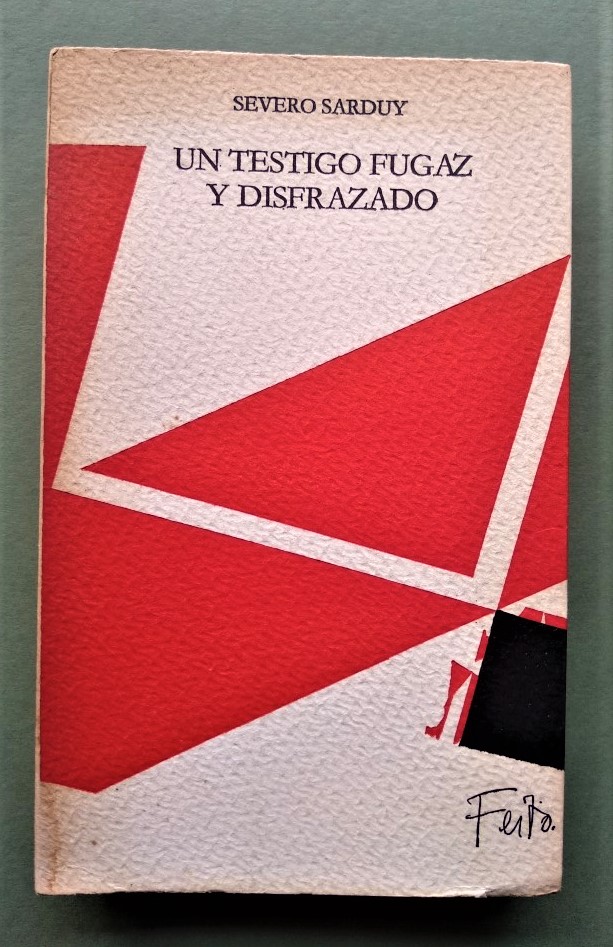 SEVERO SARDUY
UN TESTIGO FUGAZ
Y DISFRAZADO
Feito.